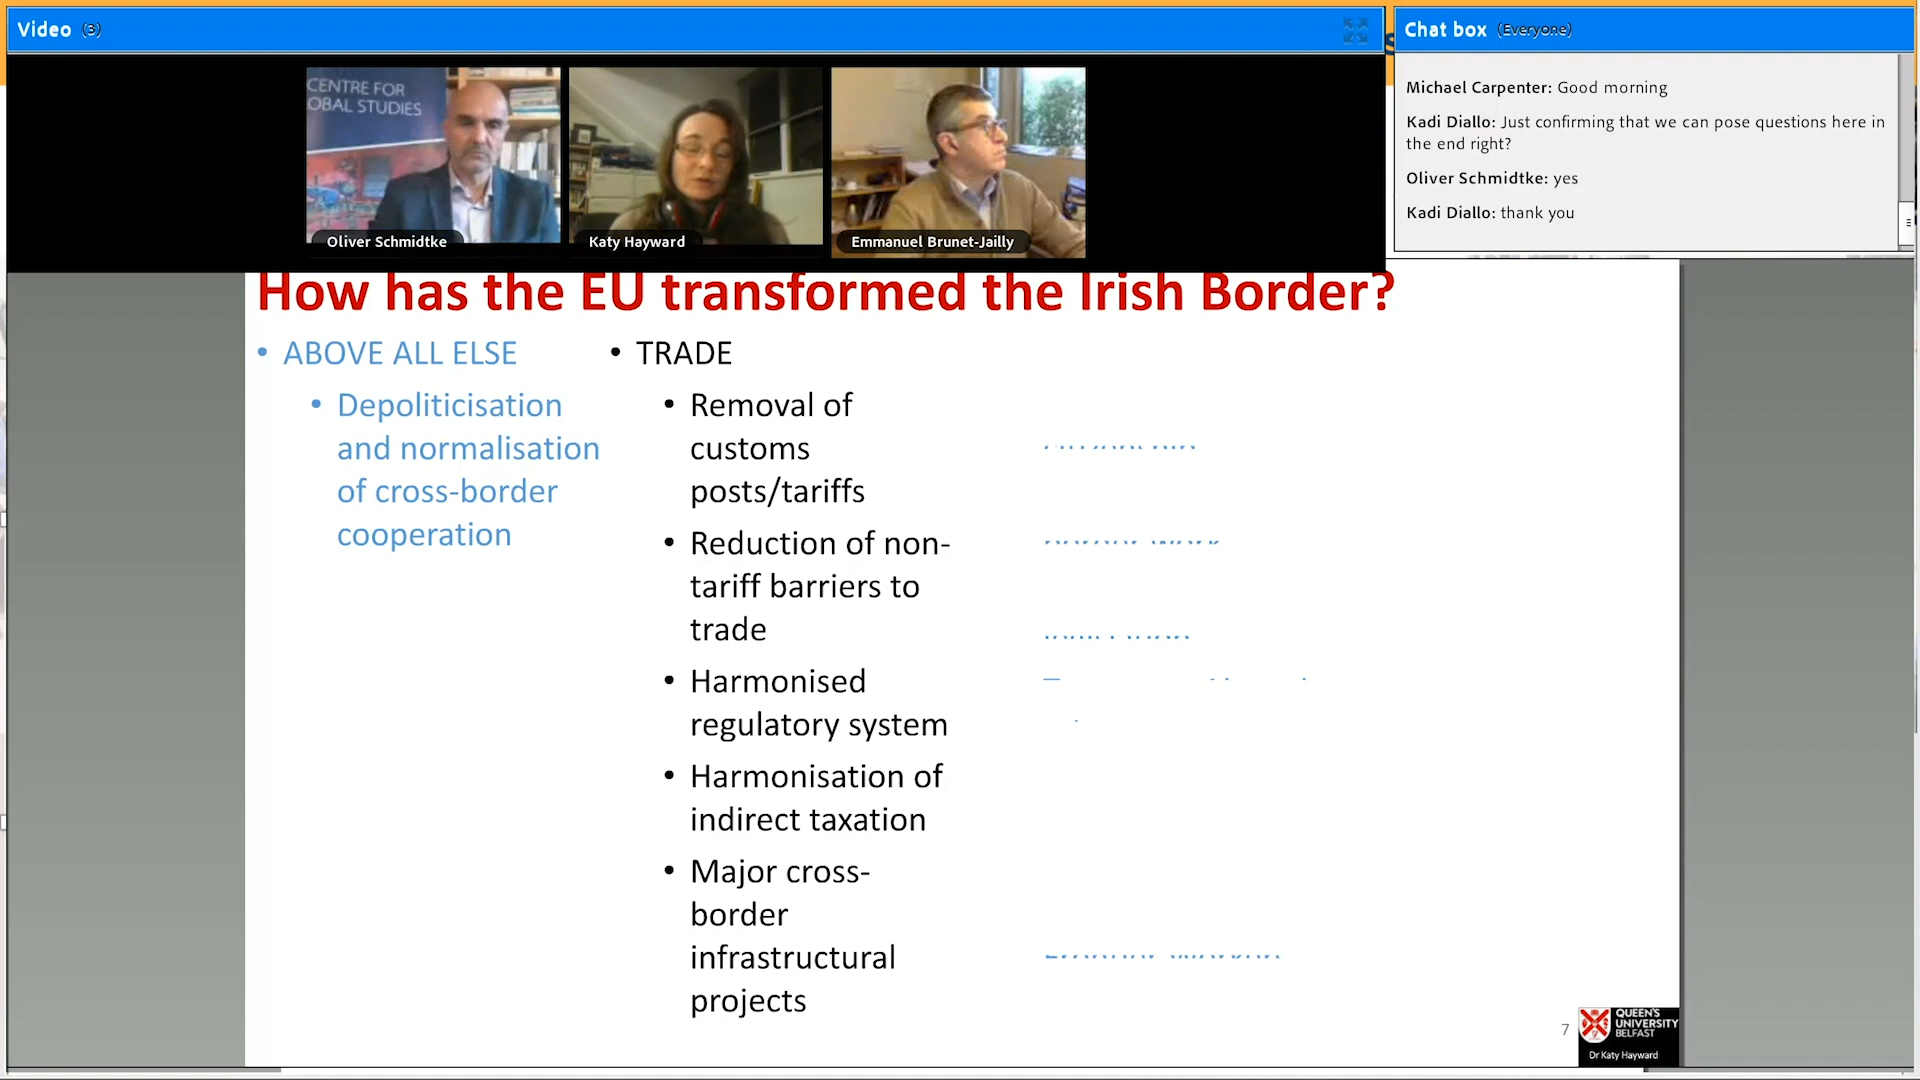 Video (3)
Chat box (Everyone)
CENTRE FOR
OBAL STUDIES
Oliver Schmidtke
Katy Hayward
Emmanuel Brunet-Jailly
Michael Carpenter: Good morning
Kadi Diallo: Just confirming that we can pose questions here in
the end right?
Oliver Schmidtke: yes
Kadi Diallo: thank you
How has the EU transformed the Irish Border?
• ABOVE ALL ELSE
• Depoliticisation
and normalisation
of cross-border
cooperation
• TRADE
• Removal of
customs
posts/tariffs
• Reduction of non-
tariff barriers to
trade
• Harmonised
regulatory system
• Harmonisation of
indirect taxation
• Major cross-
border
infrastructural
projects
7
QUEEN'S
UNIVERSITY
BELFAST
Dr Katy Hayward